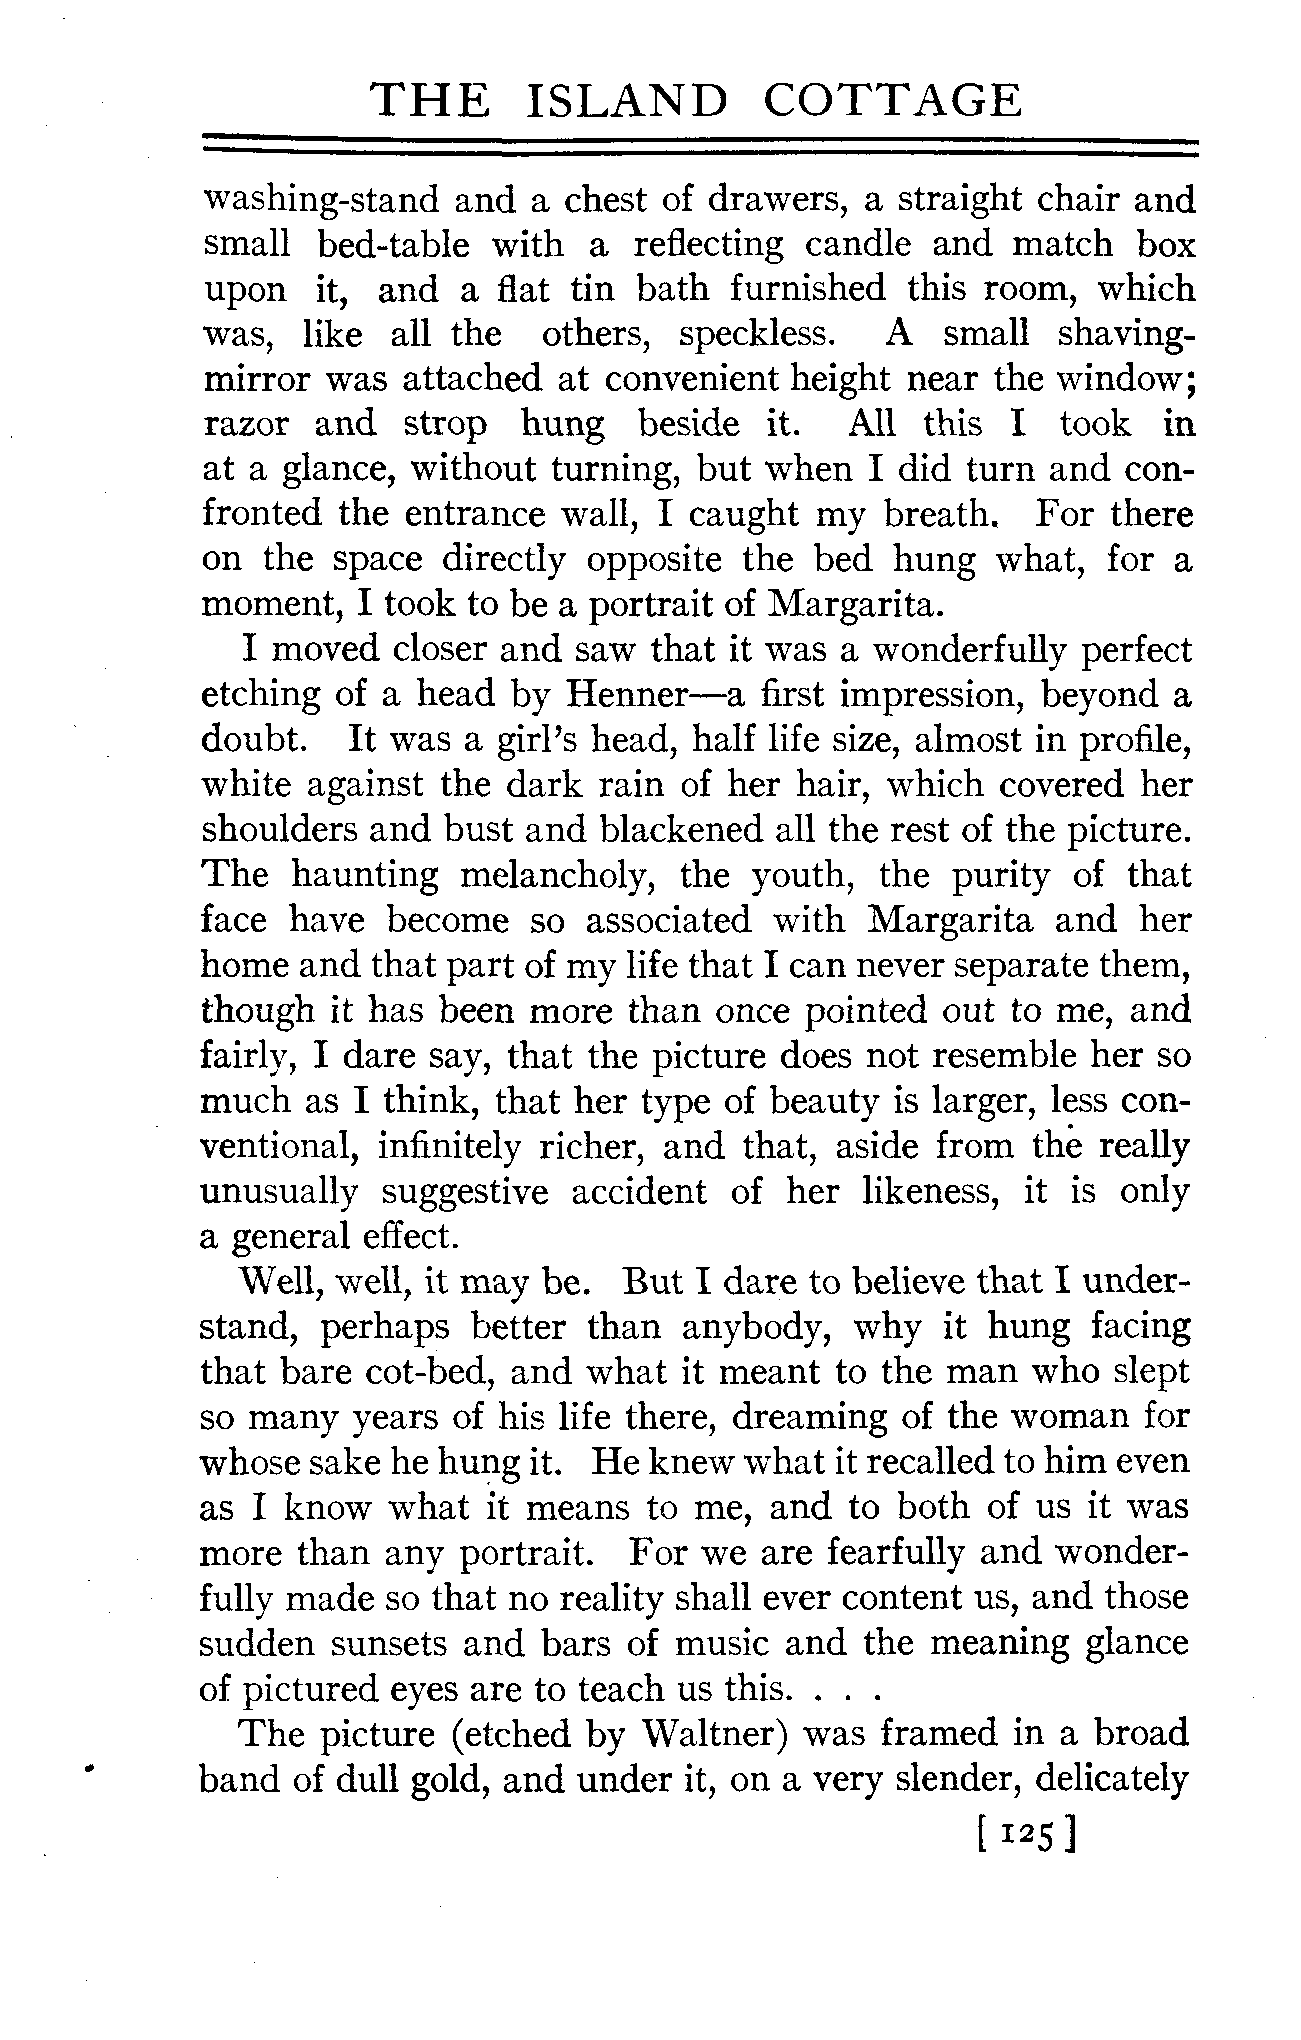 THE ISLAND COTTAGE
washing-stand and a chest of drawers, a straight chair and
small bed-table with a reflecting candle and match box
upon it, and a flat tin bath furnished this room, which
was, like all the others, speckless. A small shaving-
mirror was attached at convenient height near the window;
razor and strop hung beside it. All this I took in
at a glance, without turning, but when I did turn and con-
fronted the entrance wall, I caught my breath. For there
on the space directly opposite the bed hung what, for a
moment, I took to be a portrait of Margarita.
I moved closer and saw that it was a wonderfully perfect
etching of a head by Henner—a first impression, beyond a
doubt. It was a girl's head, half life size, almost in profile,
white against the dark rain of her hair, which covered her
shoulders and bust and blackened all the rest of the picture.
The haunting melancholy, the youth, the purity of that
face have become so associated with Margarita and her
home and that part of my life that I can never separate them,
though it has been more than once pointed out to me, and
fairly, I dare say, that the picture does not resemble her so
much as I think, that her type of beauty is larger, less con-
ventional, infinitely richer, and that, aside from the really
unusually suggestive accident of her likeness, it is only
a general effect.
Well, well, it may be. But I dare to believe that I under-
stand, perhaps better than anybody, why it hung facing
that bare cot-bed, and what it meant to the man who slept
so many years of his life there, dreaming of the woman for
whose sake he hung it. He knew what it recalled to him even
as I know what it means to me, and to both of us it was
more than any portrait. For we are fearfully and wonder-
fully made so that no reality shall ever content us, and those
sudden sunsets and bars of music and the meaning glance
of pictured eyes are to teach us this. . . .
The picture (etched by Waltner) was framed in a broad
band of dull gold, and under it, on a very slender, delicately
[ 125 ]